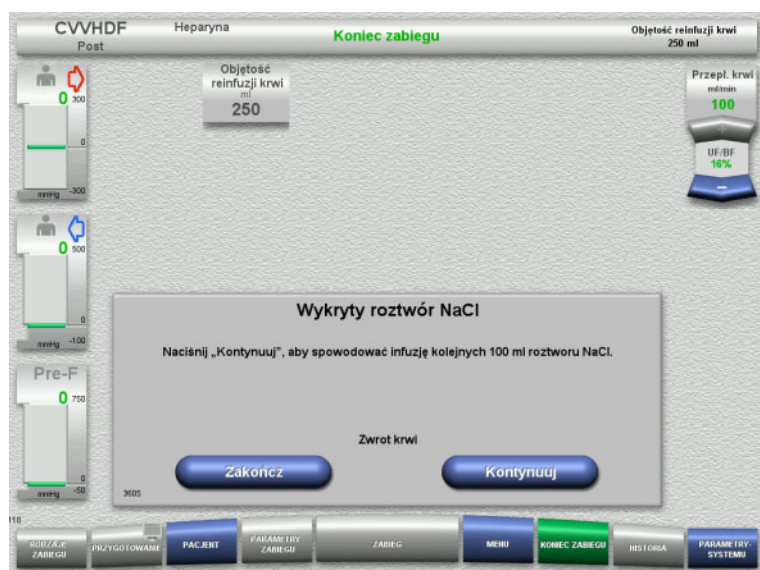 CVVHDF
Post
Heparyna
Koniec zabiegu
Objętość reinfuzji krwi
250 ml
0
300
0
mmHg -300
Objętość
reinfuzji krwi
ml
250
Przepł. krwi
ml/min
100
+
UF/BF
16%
−
0
500
0
mmHg -100
Pre-F
0
750
0
mmHg -50
Wykryty roztwór NaCl
Naciśnij „Kontynuuj”, aby spowodować infuzję kolejnych 100 ml roztworu NaCl.
Zwrot krwi
Zakończ
Kontynuuj
3605
RODZAJE
ZABIEGU
PRZYGOTOWANIE
PACJENT
PARAMETRY
ZABIEGU
ZABIEG
MENU
KONIEC ZABIEGU
HISTORIA
PARAMETRY-
SYSTEMU